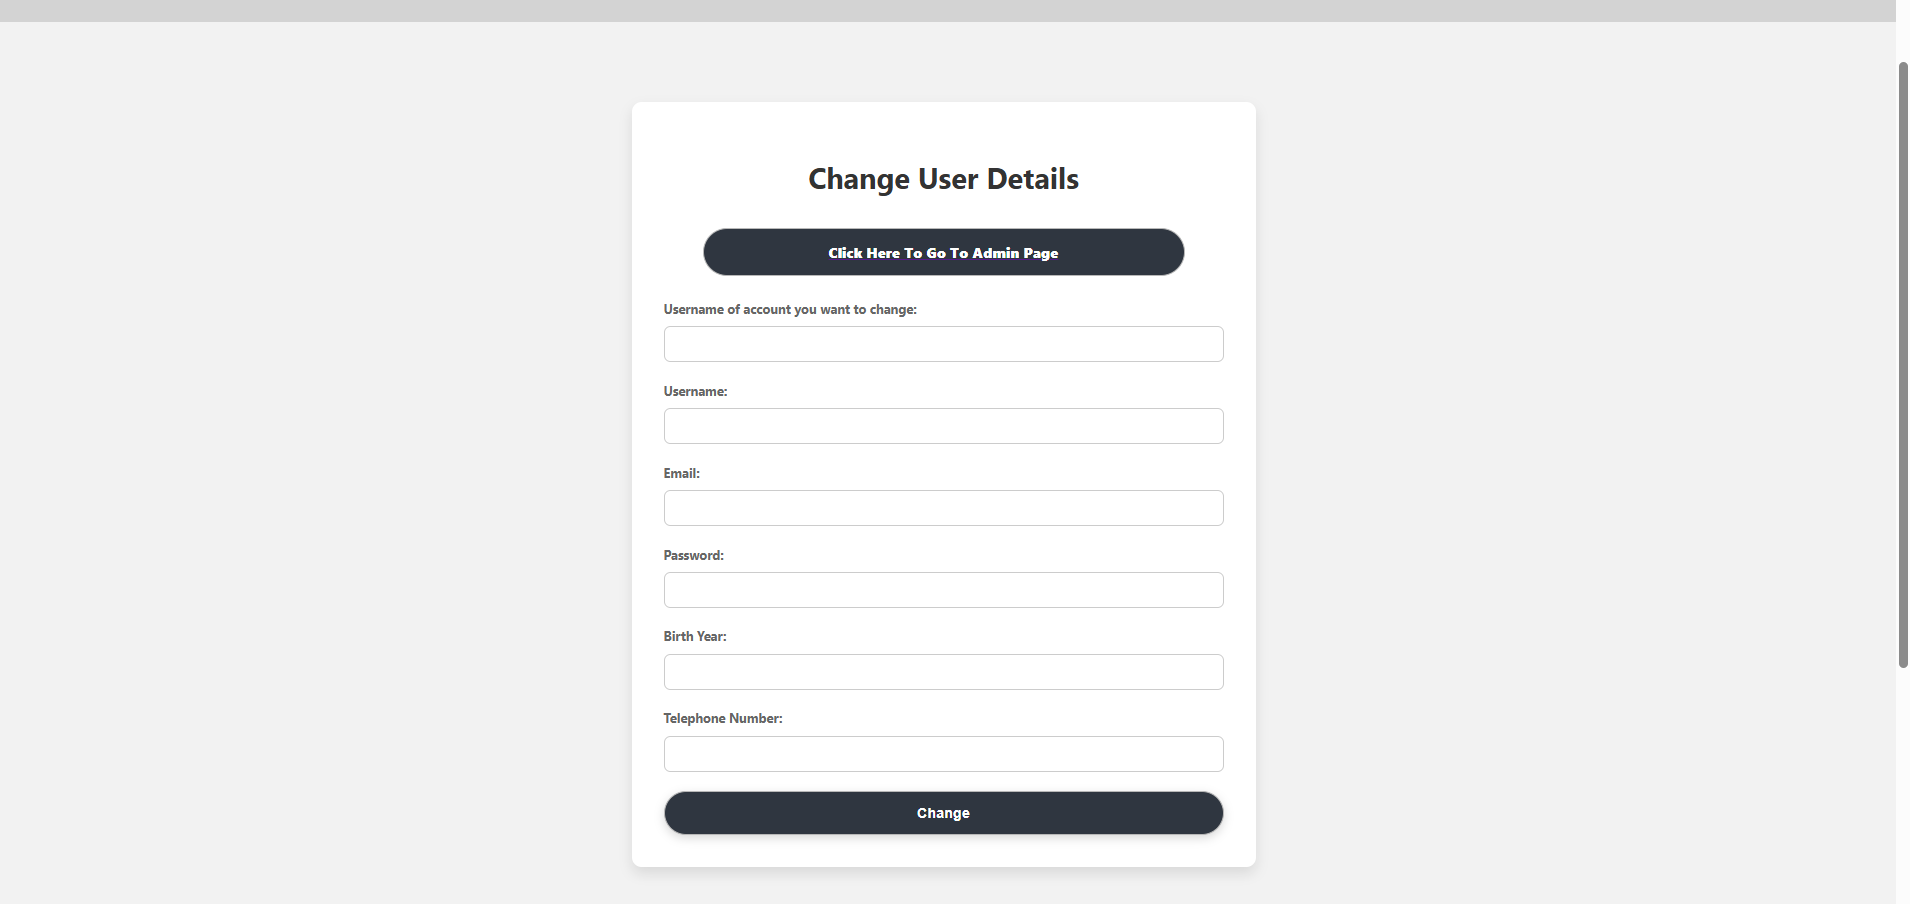 Change User Details
Click Here To Go To Admin Page
Username of account you want to change:
Username:
Email:
Password:
Birth Year:
Telephone Number:
Change